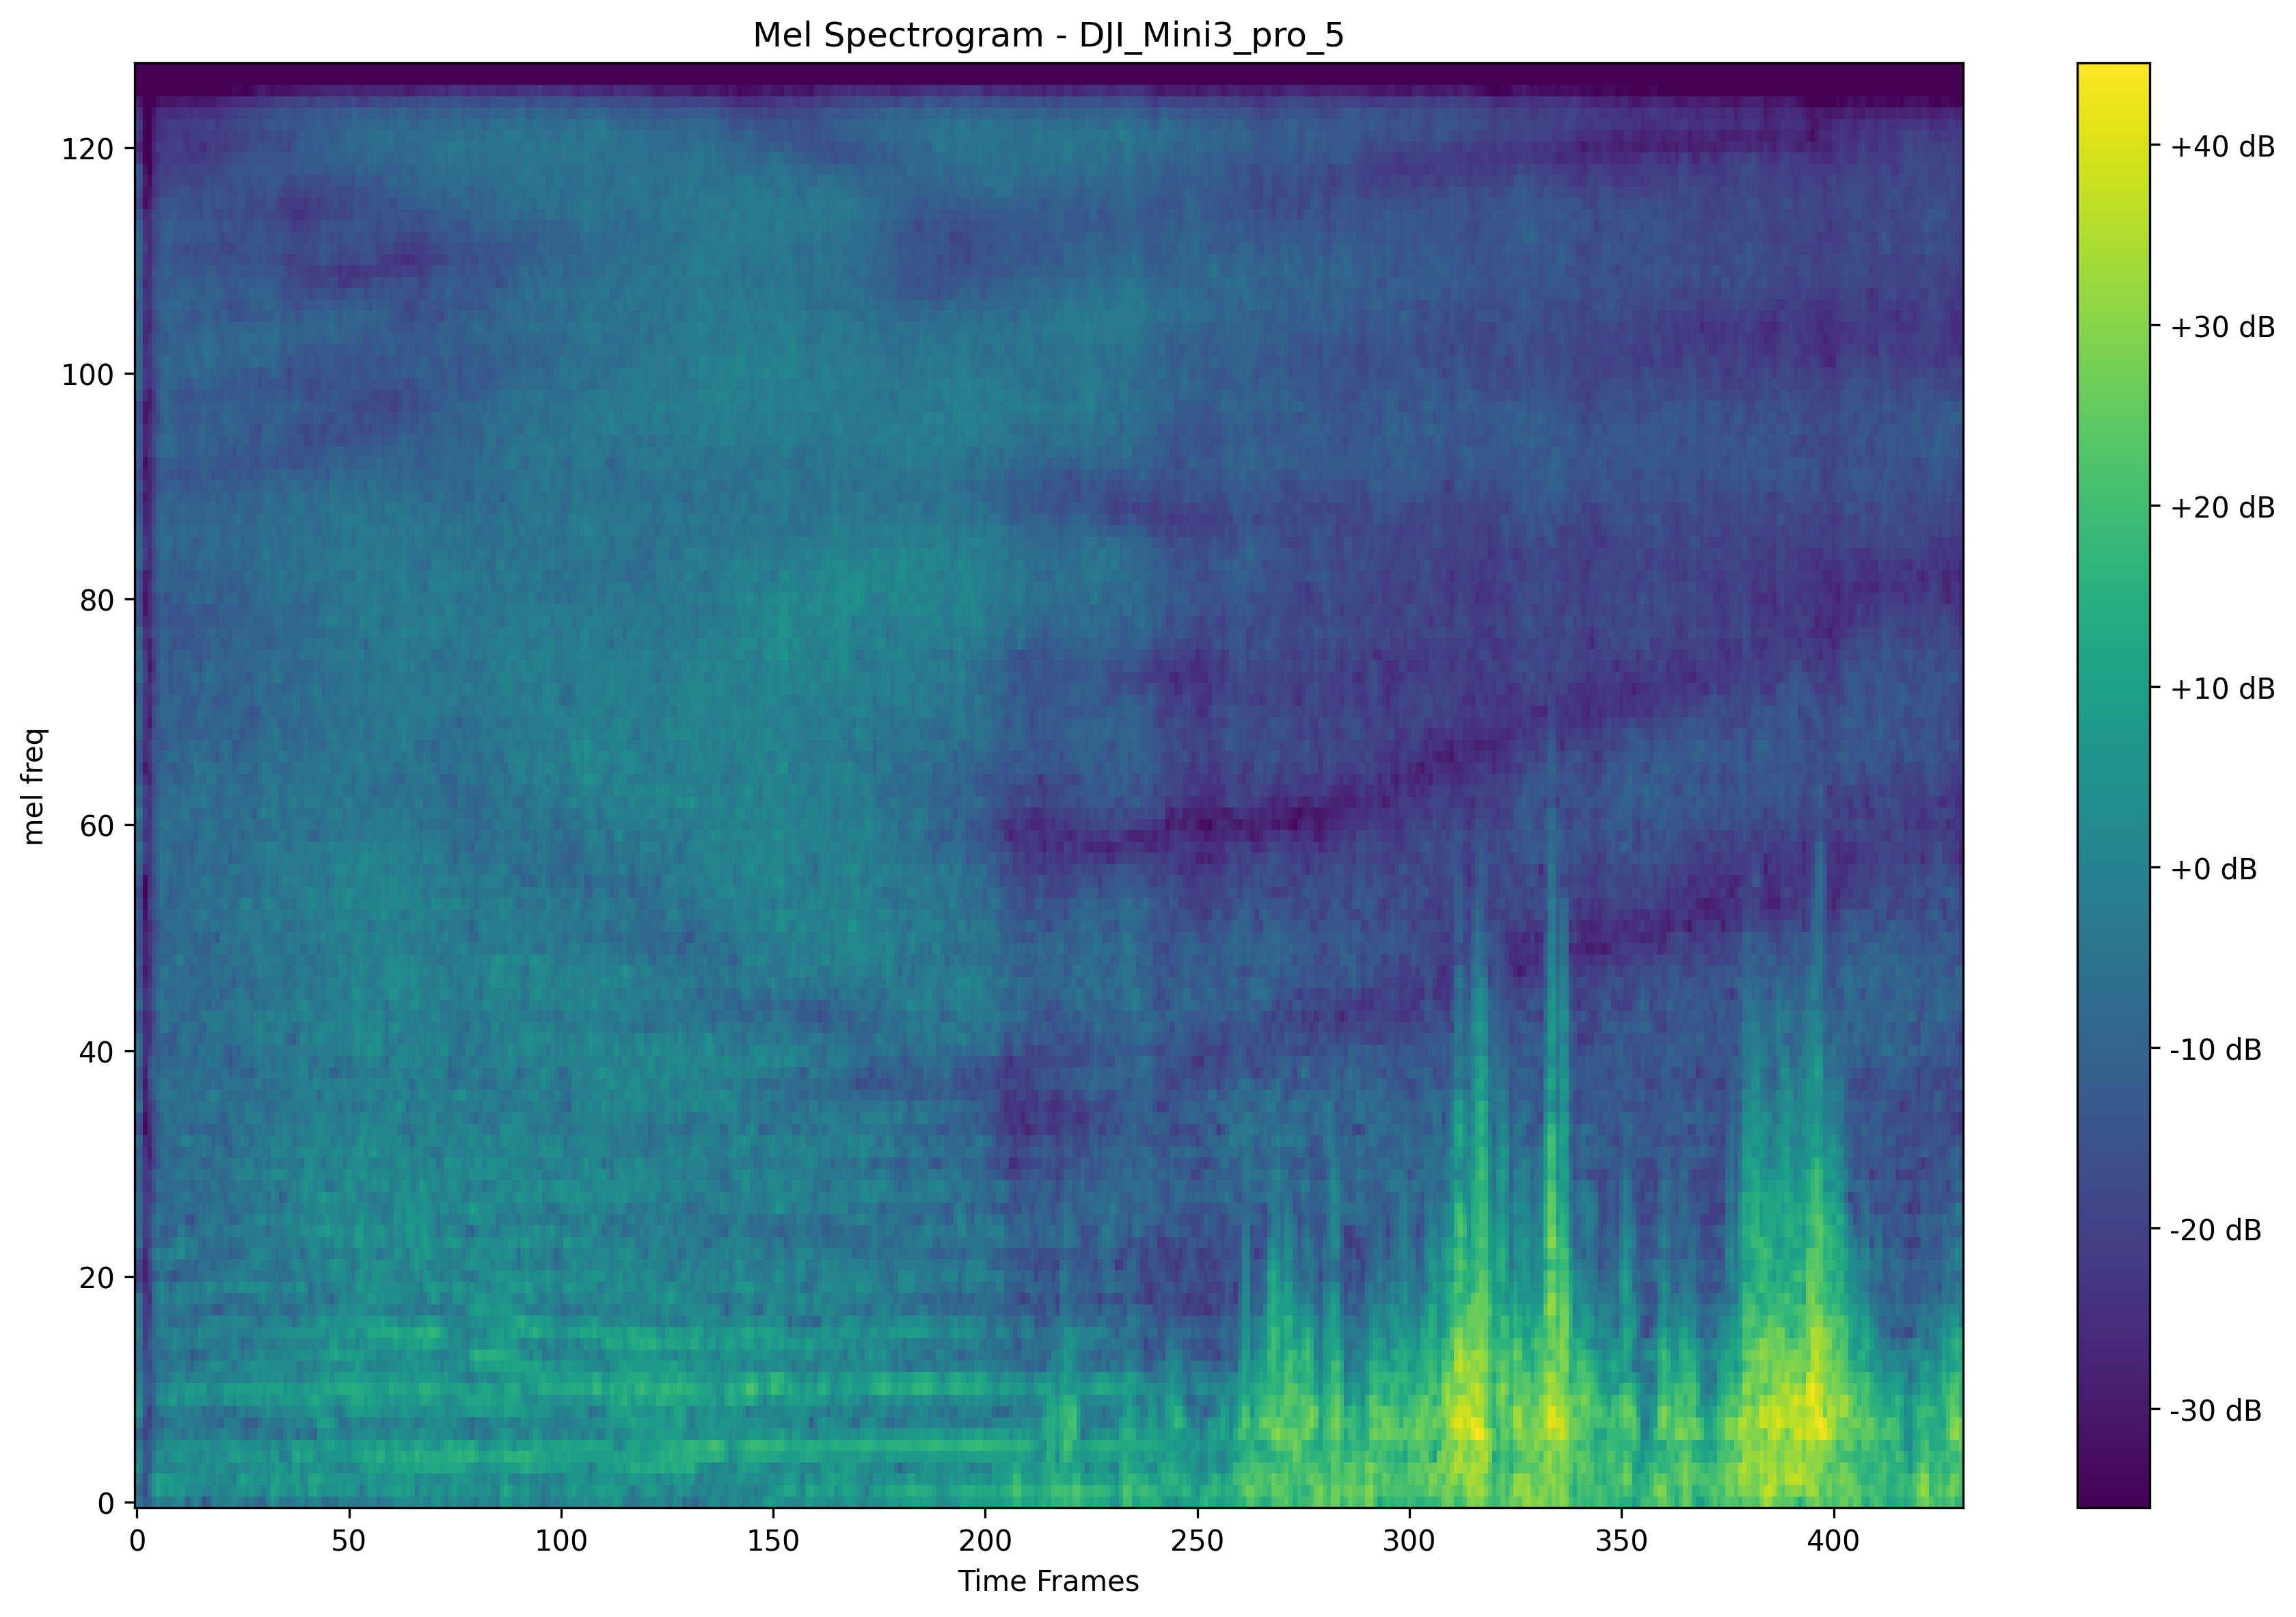 Mel Spectrogram - DJI_Mini3_pro_5
mel freq
120
100
80
60
40
20
0
0 50 100 150 200 250 300 350 400
Time Frames
+40 dB
+30 dB
+20 dB
+10 dB
+0 dB
-10 dB
-20 dB
-30 dB